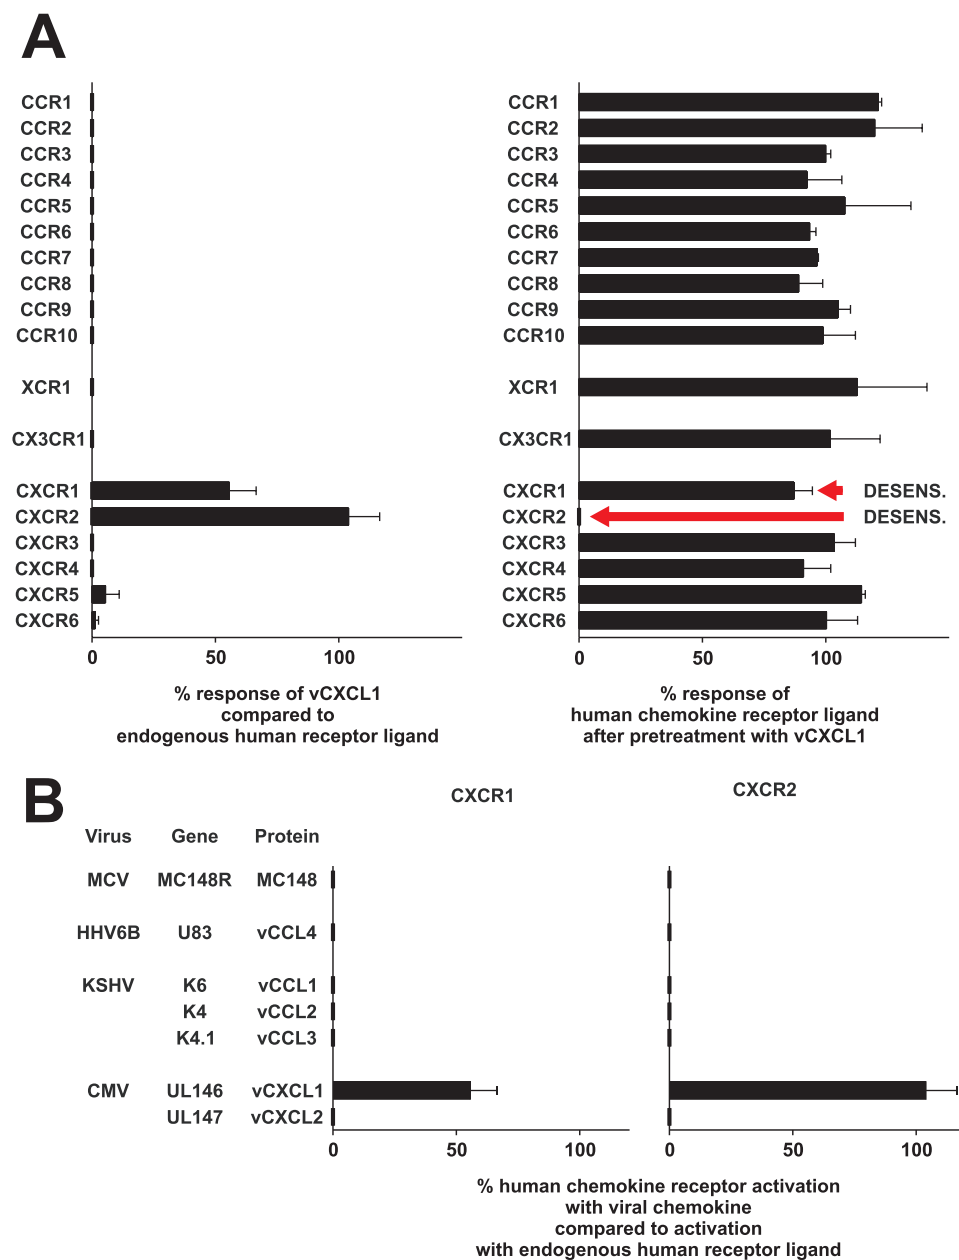 A
CCR1
CCR2
CCR3
CCR4
CCR5
CCR6
CCR7
CCR8
CCR9
CCR10
XCR1
CX3CR1
CXCR1
CXCR2
CXCR3
CXCR4
CXCR5
CXCR6
0 50 100
% response of vCXCL1
compared to
endogenous human receptor ligand
CCR1
CCR2
CCR3
CCR4
CCR5
CCR6
CCR7
CCR8
CCR9
CCR10
XCR1
CX3CR1
CXCR1 DESENS.
CXCR2 DESENS.
CXCR3
CXCR4
CXCR5
CXCR6
0 50 100
% response of
human chemokine receptor ligand
after pretreatment with vCXCL1
B
CXCR1 CXCR2
Virus Gene Protein
MCV MC148R MC148
HHV6B U83 vCCL4
KSHV K6 vCCL1
K4 vCCL2
K4.1 vCCL3
CMV UL146 vCXCL1
UL147 vCXCL2
0 50 100 0 50 100
% human chemokine receptor activation
with viral chemokine
compared to activation
with endogenous human receptor ligand